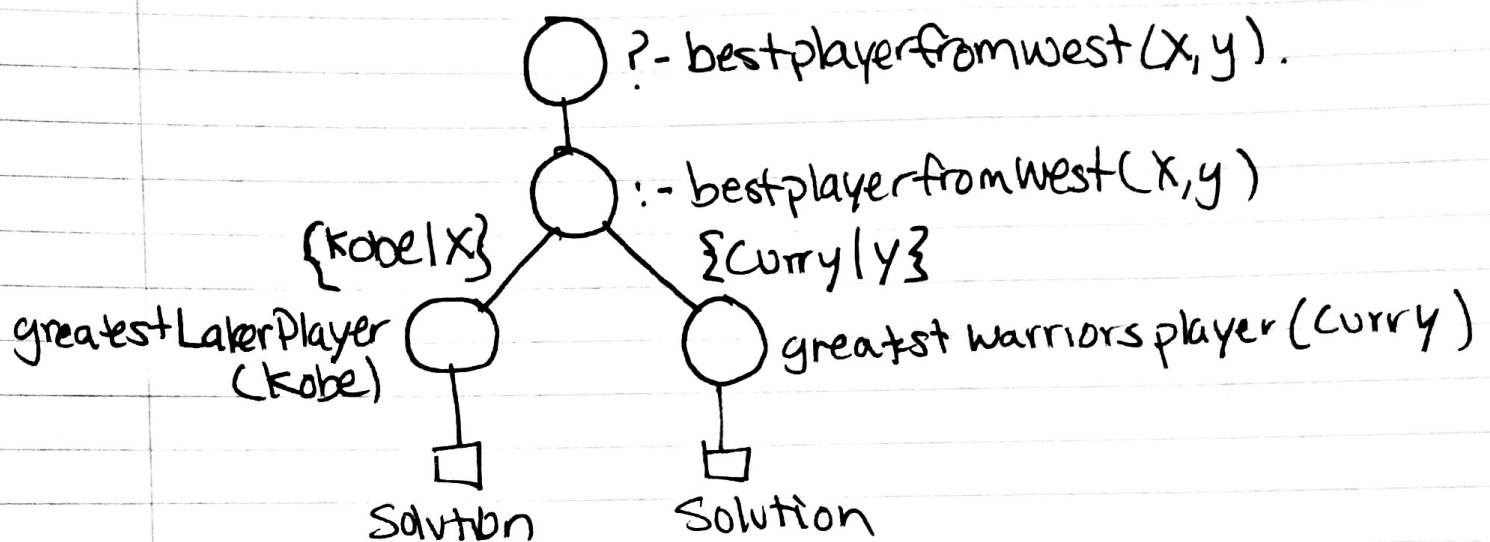 ?- bestplayerfromwest(X, y).
:- bestplayerfromwest(X, y)
{Kobe|X} {Curry|y}
greatestLakerPlayer
(Kobe)
greatst warriors player (Curry)
Solution Solution